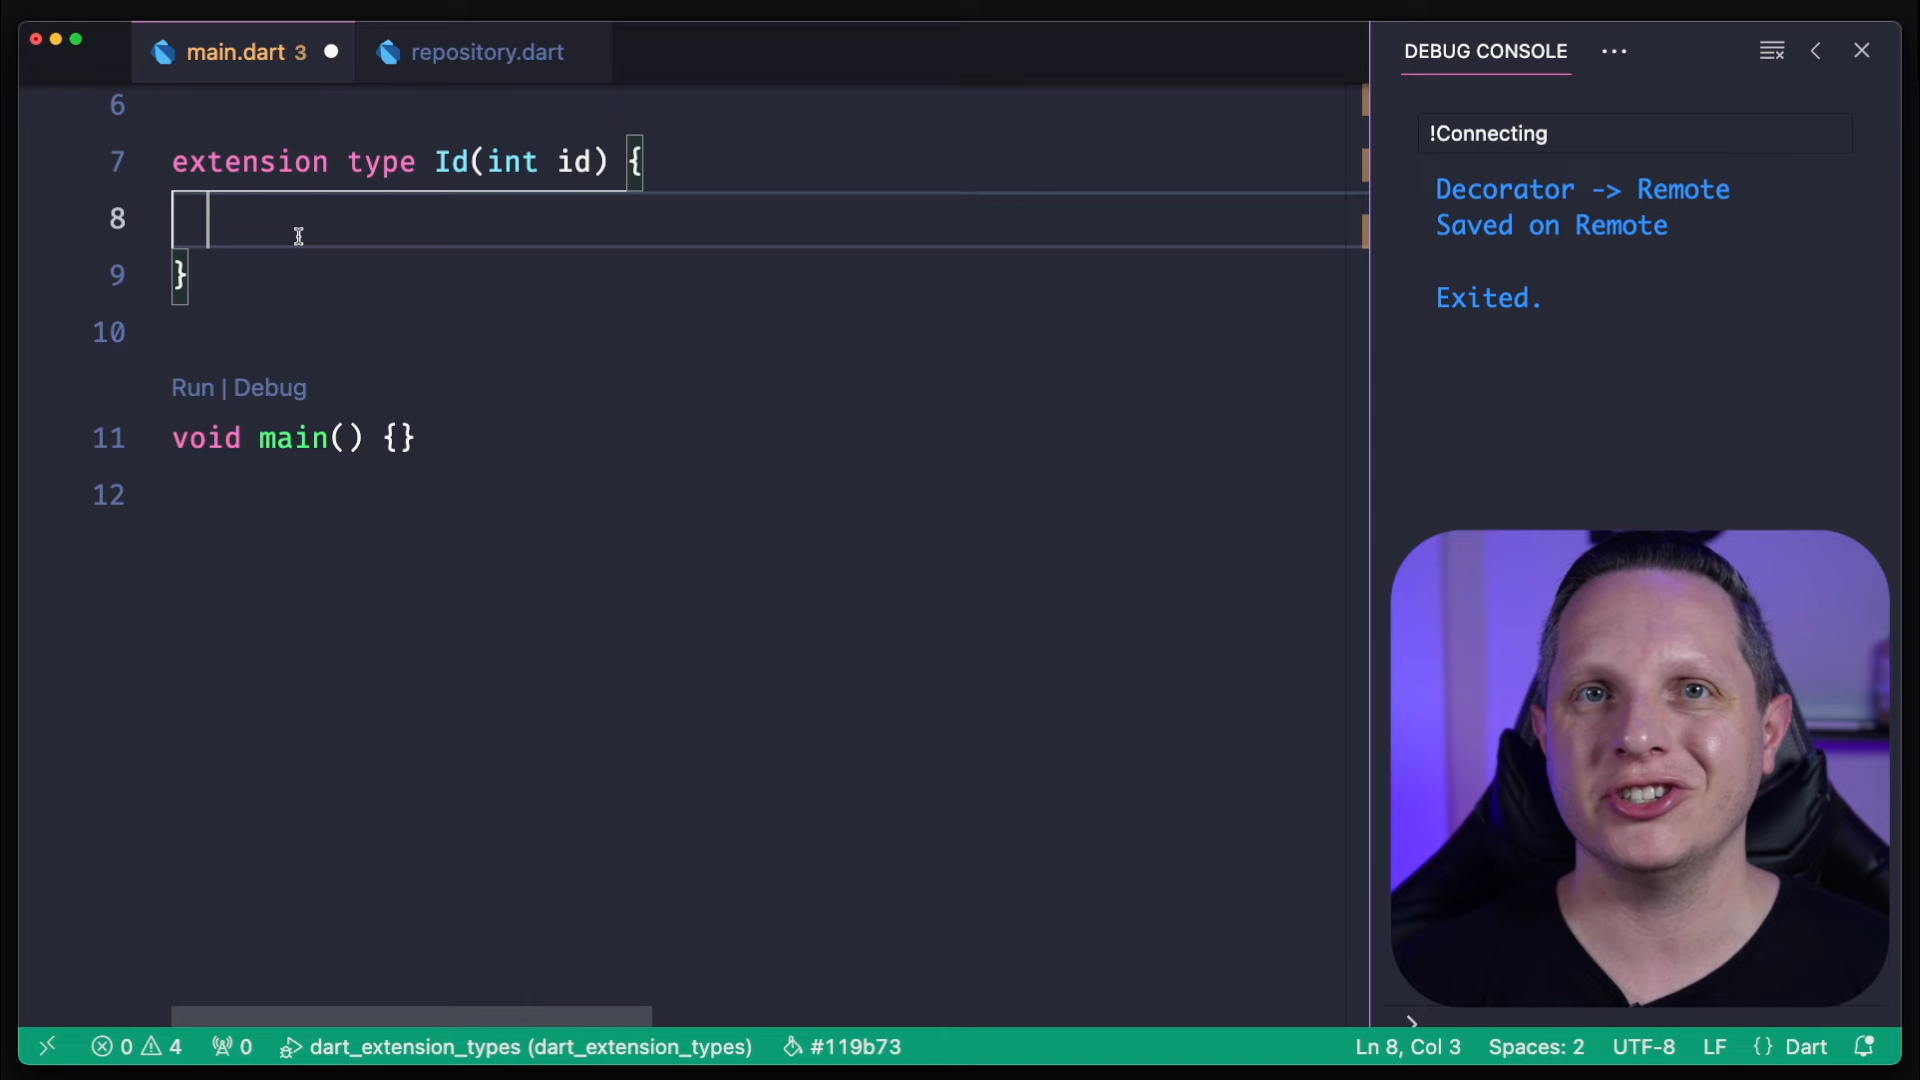 main.dart 3
repository.dart
DEBUG CONSOLE
6
7 extension type Id(int id) {
8
9 }
10
Run | Debug
11 void main() {}
12
!Connecting
Decorator -> Remote
Saved on Remote
Exited.
0 4 0 dart_extension_types (dart_extension_types) #119b73
Ln 8, Col 3 Spaces: 2 UTF-8 LF {} Dart